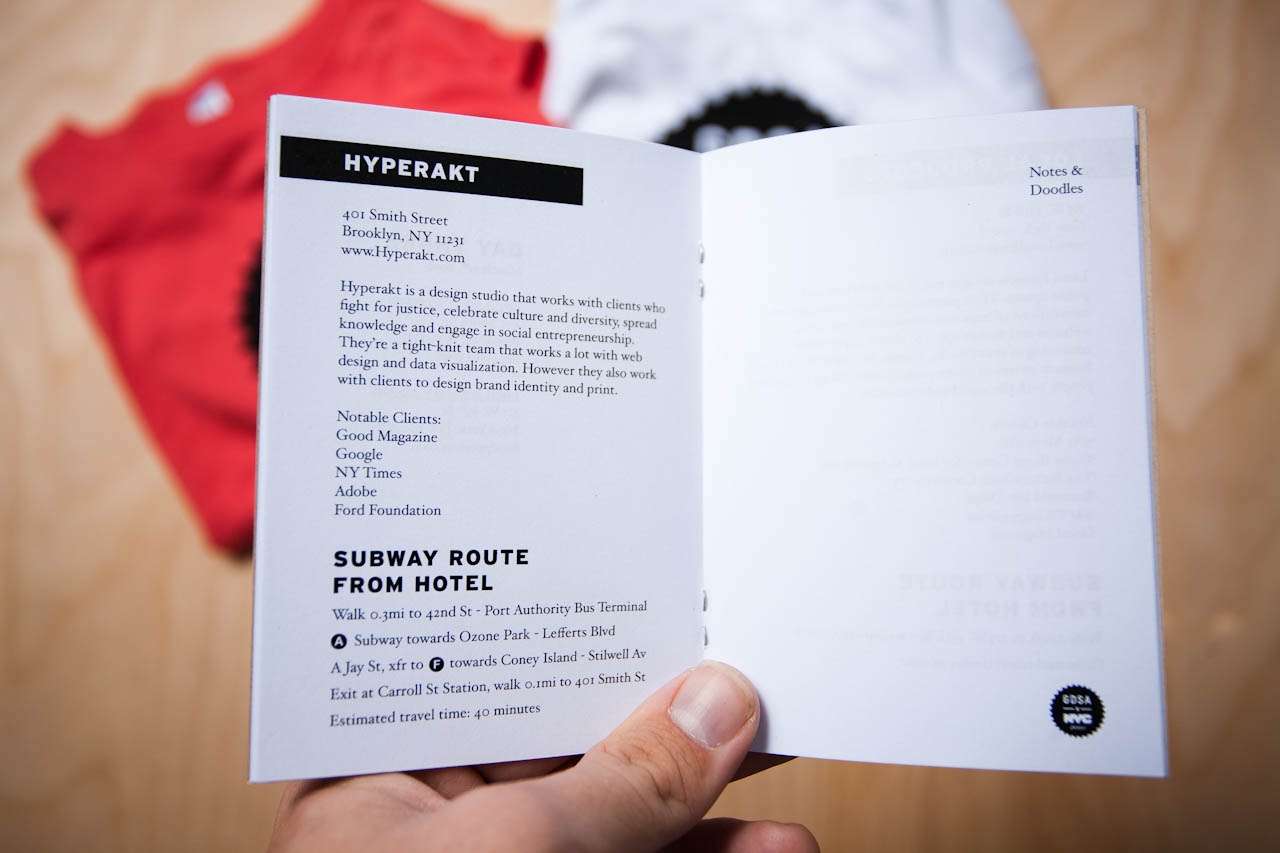 HYPERAKT
401 Smith Street
Brooklyn, NY 11231
www.Hyperakt.com
Hyperakt is a design studio that works with clients who
fight for justice, celebrate culture and diversity, spread
knowledge and engage in social entrepreneurship.
They're a tight-knit team that works a lot with web
design and data visualization. However they also work
with clients to design brand identity and print.
Notable Clients:
Good Magazine
Google
NY Times
Adobe
Ford Foundation
SUBWAY ROUTE
FROM HOTEL
Walk 0.3mi to 42nd St - Port Authority Bus Terminal
A Subway towards Ozone Park - Lefferts Blvd
A Jay St, xfr to F towards Coney Island - Stilwell Av
Exit at Carroll St Station, walk 0.1mi to 401 Smith St
Estimated travel time: 40 minutes
Notes &
Doodles
GDSA
NYC